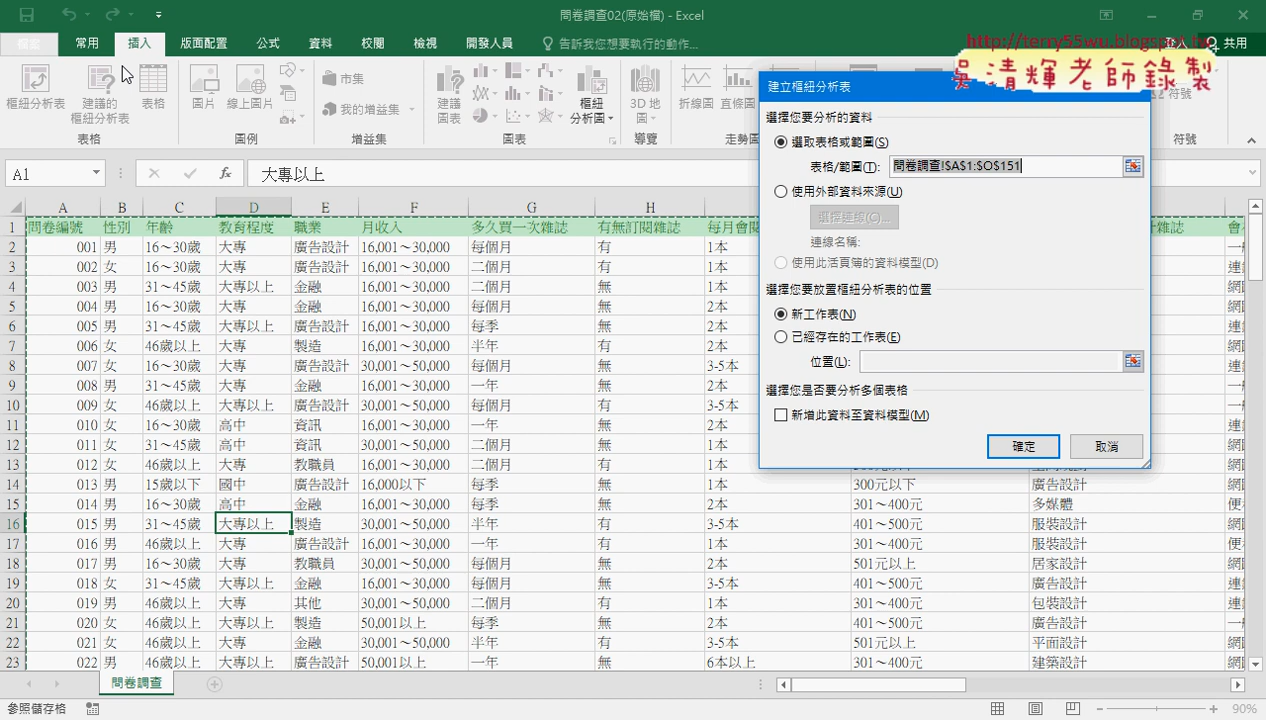 問卷調查02(原始檔) - Excel
檔案 常用 插入 版面配置 公式 資料 校閱 檢視 開發人員 告訴我您想要執行的動作... 登入 共用
http://terry55wu.blogspot.tw
吳清輝老師錄製
樞紐分析表 建議的樞紐分析表 表格 圖片 線上圖片 市集 我的增益集 建議圖表 樞紐分析圖 3D 地圖 折線圖 直條圖 符號
表格 圖例 增益集 圖表 導覽 走勢圖 符號
A1 fx 大專以上
A B C D E F G H
1 問卷編號 性別 年齡 教育程度 職業 月收入 多久買一次雜誌 有無訂閱雜誌
2 001 男 16～30歲 大專 廣告設計 16,001～30,000 每個月 有 1本
3 002 女 16～30歲 大專 廣告設計 16,001～30,000 二個月 有 1本
4 003 男 31～45歲 大專以上 金融 16,001～30,000 二個月 無 1本
5 004 男 16～30歲 大專 金融 16,001～30,000 每個月 無 2本
6 005 男 31～45歲 大專以上 廣告設計 16,001～30,000 每季 無 2本
7 006 女 46歲以上 大專 製造 16,001～30,000 半年 無 2本
8 007 女 16～30歲 大專 廣告設計 30,001～50,000 每個月 有 3-5本
9 008 男 31～45歲 大專 金融 16,001～30,000 一年 無 2本
10 009 女 46歲以上 大專以上 廣告設計 30,001～50,000 每個月 有 3-5本
11 010 女 16～30歲 高中 資訊 16,001～30,000 一年 無 2本
12 011 女 31～45歲 高中 資訊 30,001～50,000 二個月 無 1本
13 012 女 46歲以上 大專 教職員 16,001～30,000 二個月 有 1本
14 013 男 15歲以下 國中 廣告設計 16,000以下 每季 無 2本 300元以下 廣告設計
15 014 男 16～30歲 高中 金融 16,001～30,000 每季 無 2本 301～400元 多媒體
16 015 男 31～45歲 大專以上 製造 30,001～50,000 半年 無 3-5本 401～500元 服裝設計
17 016 男 46歲以上 大專 廣告設計 30,001～50,000 一年 有 1本 301～400元 服裝設計
18 017 男 16～30歲 大專 教職員 16,001～30,000 每個月 無 2本 501元以上 居家設計
19 018 女 31～45歲 大專以上 金融 16,001～30,000 每個月 無 3-5本 401～500元 廣告設計
20 019 男 46歲以上 大專 其他 30,001～50,000 二個月 有 1本 301～400元 包裝設計
21 020 女 46歲以上 大專以上 製造 50,001以上 每季 無 2本 401～500元 廣告設計
22 021 女 46歲以上 大專 金融 30,001～50,000 半年 有 3-5本 501元以上 平面設計
23 022 男 46歲以上 大專以上 廣告設計 50,001以上 一年 無 6本以上 301～400元 建築設計
建立樞紐分析表
選擇您要分析的資料
選取表格或範圍(S)
表格/範圍(T): 問卷調查!$A$1:$O$151
使用外部資料來源(U)
選擇連線(C)...
連線名稱:
使用此活頁簿的資料模型(D)
選擇您要放置樞紐分析表的位置
新工作表(N)
已經存在的工作表(E)
位置(L):
選擇您是否要分析多個表格
新增此資料至資料模型(M)
確定 取消
問卷調查
參照儲存格 90%